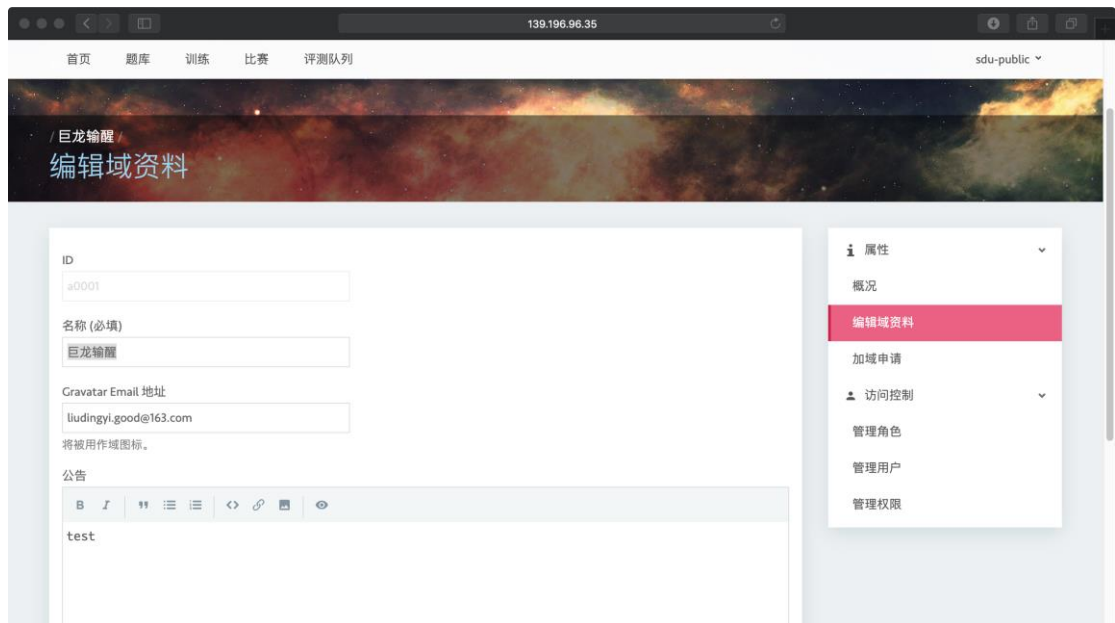 139.196.96.35
首页 题库 训练 比赛 评测队列 sdu-public
/ 巨龙输醒 /
编辑域资料
ID
a0001
名称 (必填)
巨龙输醒
Gravatar Email 地址
liudingyi.good@163.com
将被用作域图标。
公告
B I
test
属性
概况
编辑域资料
加域申请
访问控制
管理角色
管理用户
管理权限